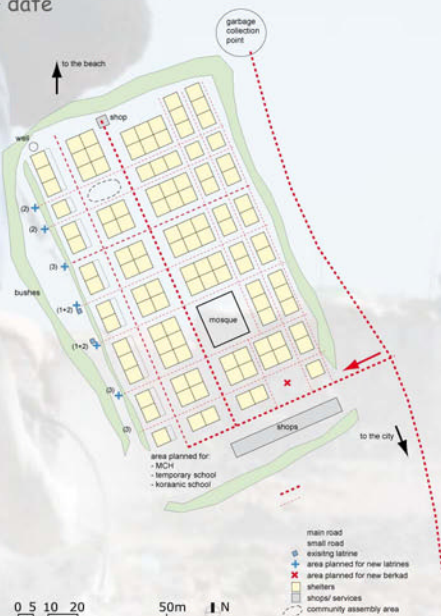 date
garbage
collection
point
to the beach
shop
well
(2)
(2)
(3)
bushes
(1+2)
mosque
(1+2)
(3)
shops
(3)
to the city
area planned for:
- MCH
- temporary school
- koraanic school
main road
small road
exisitng latrine
area planned for new latrines
area planned for new berkad
shelters
shops/ services
community assembly area
0 5 10 20 50m N